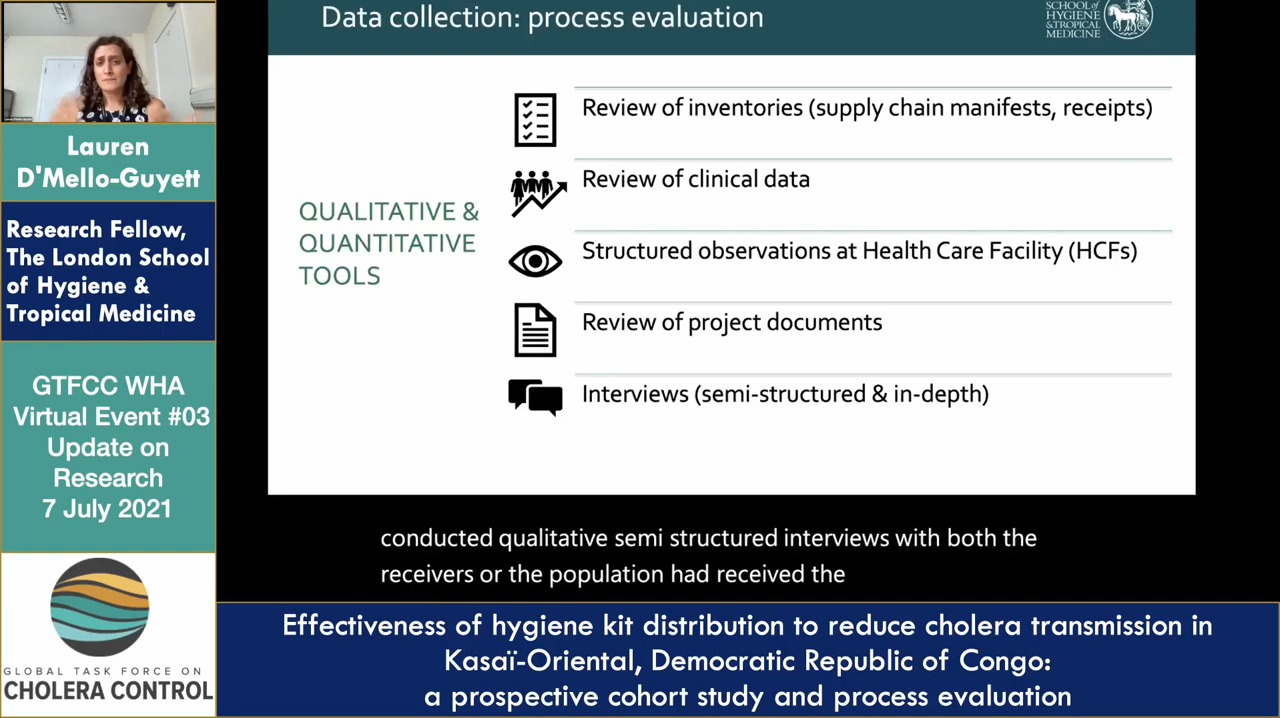 Data collection: process evaluation
SCHOOL of
HYGIENE
& TROPICAL
MEDICINE
Lauren
D'Mello-Guyett
Research Fellow,
The London School
of Hygiene &
Tropical Medicine
GTFCC WHA
Virtual Event #03
Update on
Research
7 July 2021
GLOBAL TASK FORCE ON
CHOLERA CONTROL
QUALITATIVE &
QUANTITATIVE
TOOLS
Review of inventories (supply chain manifests, receipts)
Review of clinical data
Structured observations at Health Care Facility (HCFs)
Review of project documents
Interviews (semi-structured & in-depth)
conducted qualitative semi structured interviews with both the
receivers or the population had received the
Effectiveness of hygiene kit distribution to reduce cholera transmission in
Kasaï-Oriental, Democratic Republic of Congo:
a prospective cohort study and process evaluation